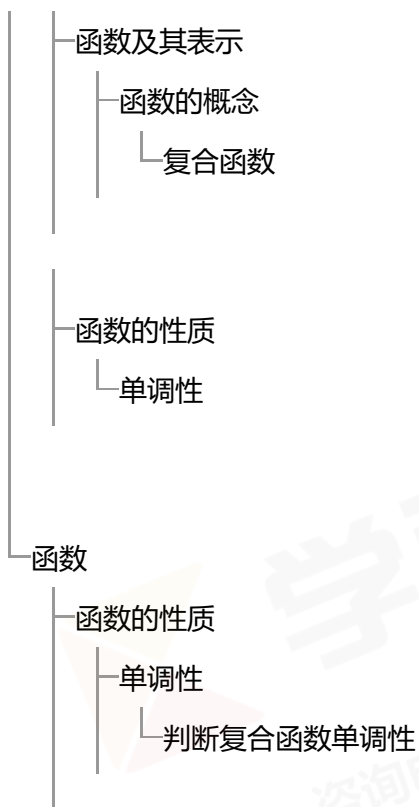 函数及其表示
函数的概念
复合函数
函数的性质
单调性
函数
函数的性质
单调性
判断复合函数单调性
咨询